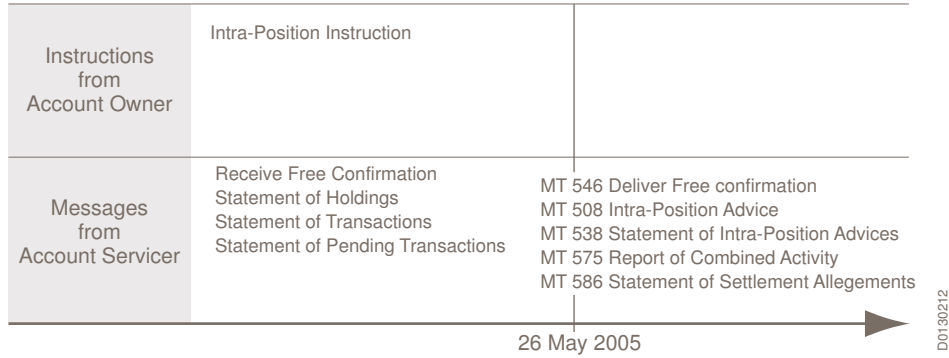 Instructions
from
Account Owner
Intra-Position Instruction
Messages
from
Account Servicer
Receive Free Confirmation
Statement of Holdings
Statement of Transactions
Statement of Pending Transactions
MT 546 Deliver Free confirmation
MT 508 Intra-Position Advice
MT 538 Statement of Intra-Position Advices
MT 575 Report of Combined Activity
MT 586 Statement of Settlement Allegements
26 May 2005
D0130212